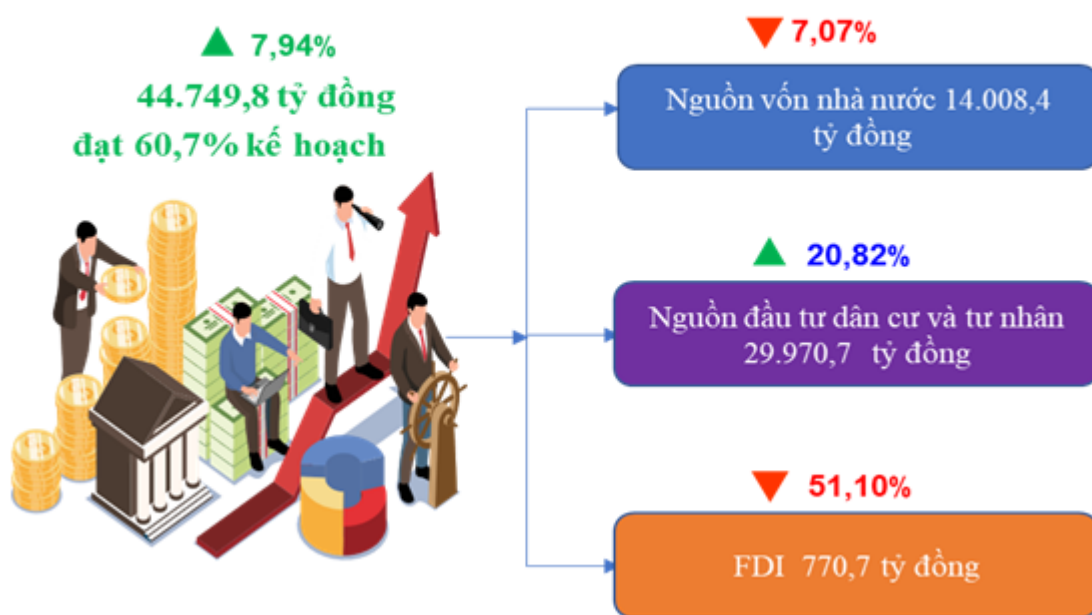 7,94%
44.749,8 tỷ đồng
đạt 60,7% kế hoạch
7,07%
Nguồn vốn nhà nước 14.008,4
tỷ đồng
20,82%
Nguồn đầu tư dân cư và tư nhân
29.970,7 tỷ đồng
51,10%
FDI 770,7 tỷ đồng